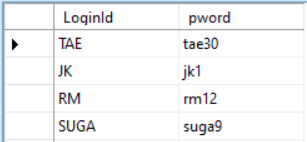 LoginId pword
TAE tae30
JK jk1
RM rm12
SUGA suga9